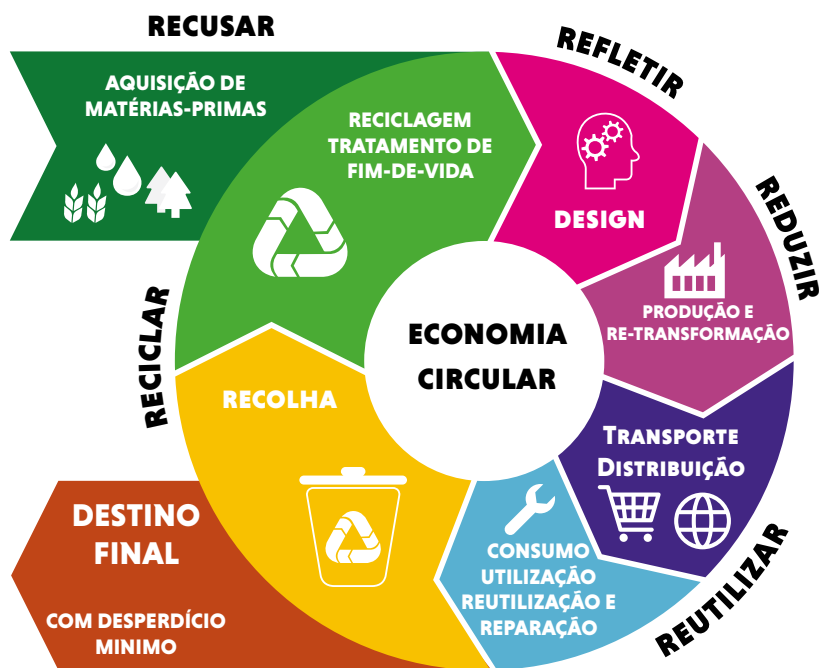 RECUSAR
AQUISIÇÃO DE
MATÉRIAS-PRIMAS
RECICLAGEM
TRATAMENTO DE
FIM-DE-VIDA
REFLETIR
DESIGN
REDUZIR
PRODUÇÃO E
RE-TRANSFORMAÇÃO
ECONOMIA
CIRCULAR
TRANSPORTE
DISTRIBUIÇÃO
REUTILIZAR
CONSUMO
UTILIZAÇÃO
REUTILIZAÇÃO E
REPARAÇÃO
RECOLHA
RECICLAR
DESTINO
FINAL
COM DESPERDÍCIO
MINIMO